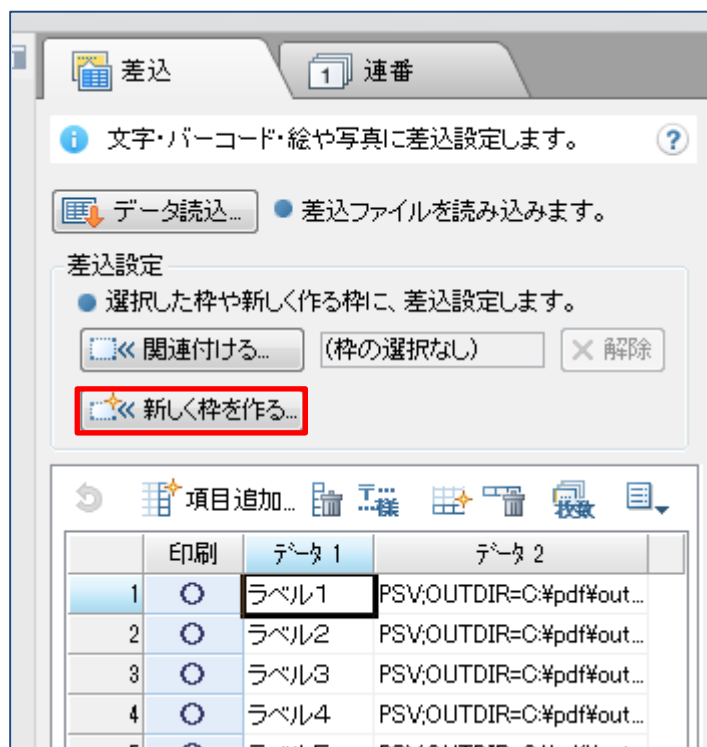 差込
1 連番
文字・バーコード・絵や写真に差込設定します。 ?
データ読込... ● 差込ファイルを読み込みます。
差込設定
● 選択した枠や新しく作る枠に、差込設定します。
関連付ける... (枠の選択なし) × 解除
新しく枠を作る...
項目追加... 様 枚数
印刷 データ 1 データ 2
1 ○ ラベル1 PSV;OUTDIR=C:¥pdf¥out...
2 ○ ラベル2 PSV;OUTDIR=C:¥pdf¥out...
3 ○ ラベル3 PSV;OUTDIR=C:¥pdf¥out...
4 ○ ラベル4 PSV;OUTDIR=C:¥pdf¥out...